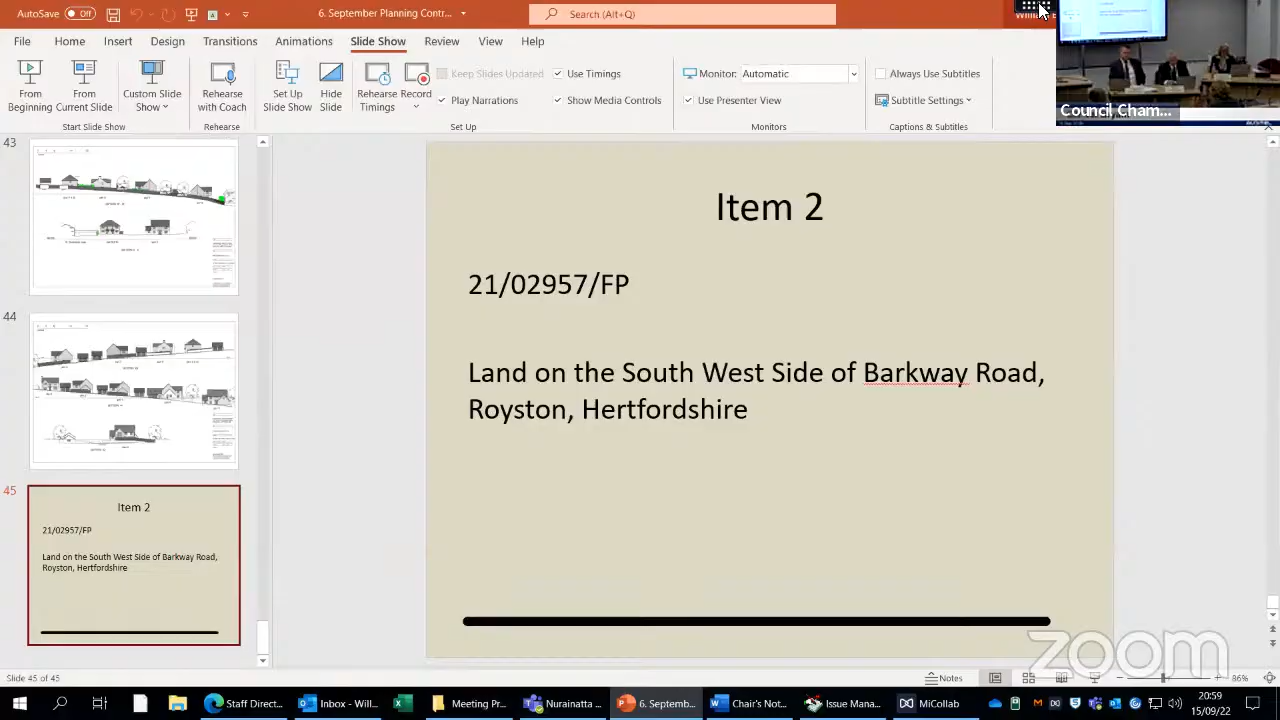 AutoSave Off 6. September Planning Contr...
Search (Alt+Q)
File Home Insert Design Transitions Animations Slide Show Review View Help
From Beginning
From Current Slide
Custom Slide Show
Rehearse with Coach
Set Up Slide Show
Hide Slide
Rehearse Timings
Record
Keep Slides Updated
Use Timings
Play Narrations
Show Media Controls
Monitor: Automatic
Use Presenter View
Always Use Subtitles
Subtitle Settings
Start Slide Show Rehearse Set Up Monitors Captions & Subtitles
Council Cham...
44
45
Item 2
21/02957/FP
Land on the South West Side of Barkway Road,
Royston, Hertfordshire
Item 2
21/02957/FP
Land on the South West Side of Barkway Road,
Royston, Hertfordshire
zoom
Slide 45 of 45 Notes 86%
Staff Direct... Inbox - Will... Meeting Pr... Parainatta ... 6. Septemb... Chair's Not... Issue Mana... MiCollab
20:59
15/09/22